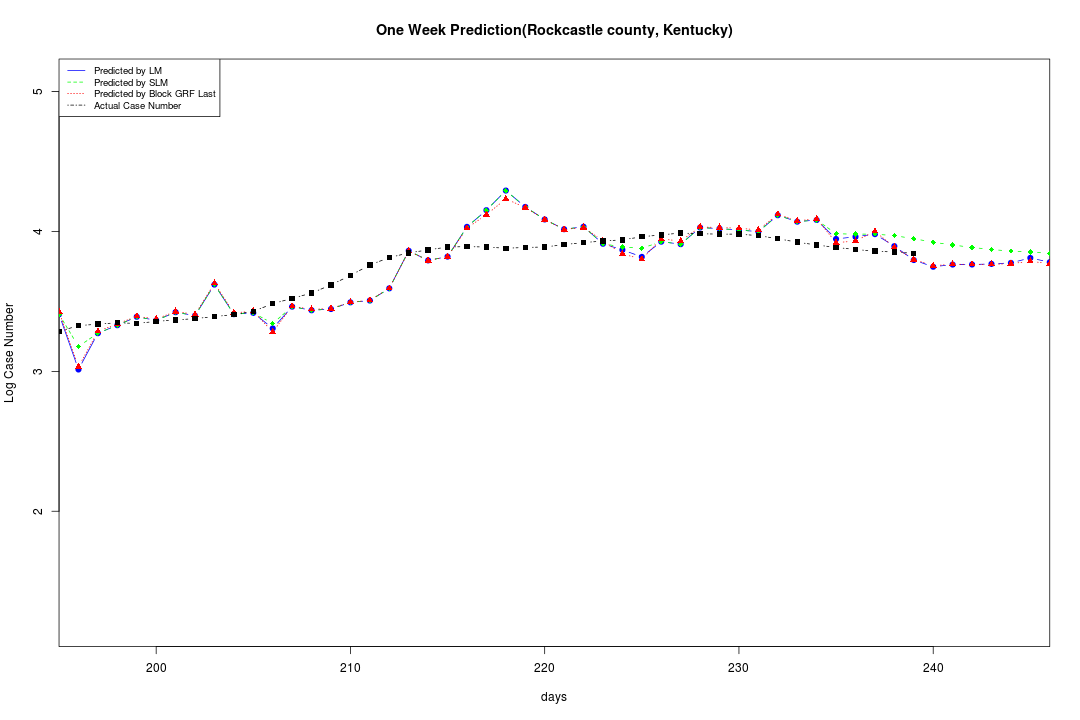 One Week Prediction(Rockcastle county, Kentucky)
Predicted by LM
Predicted by SLM
Predicted by Block GRF Last
Actual Case Number
5
4
3
2
Log Case Number
200 210 220 230 240
days